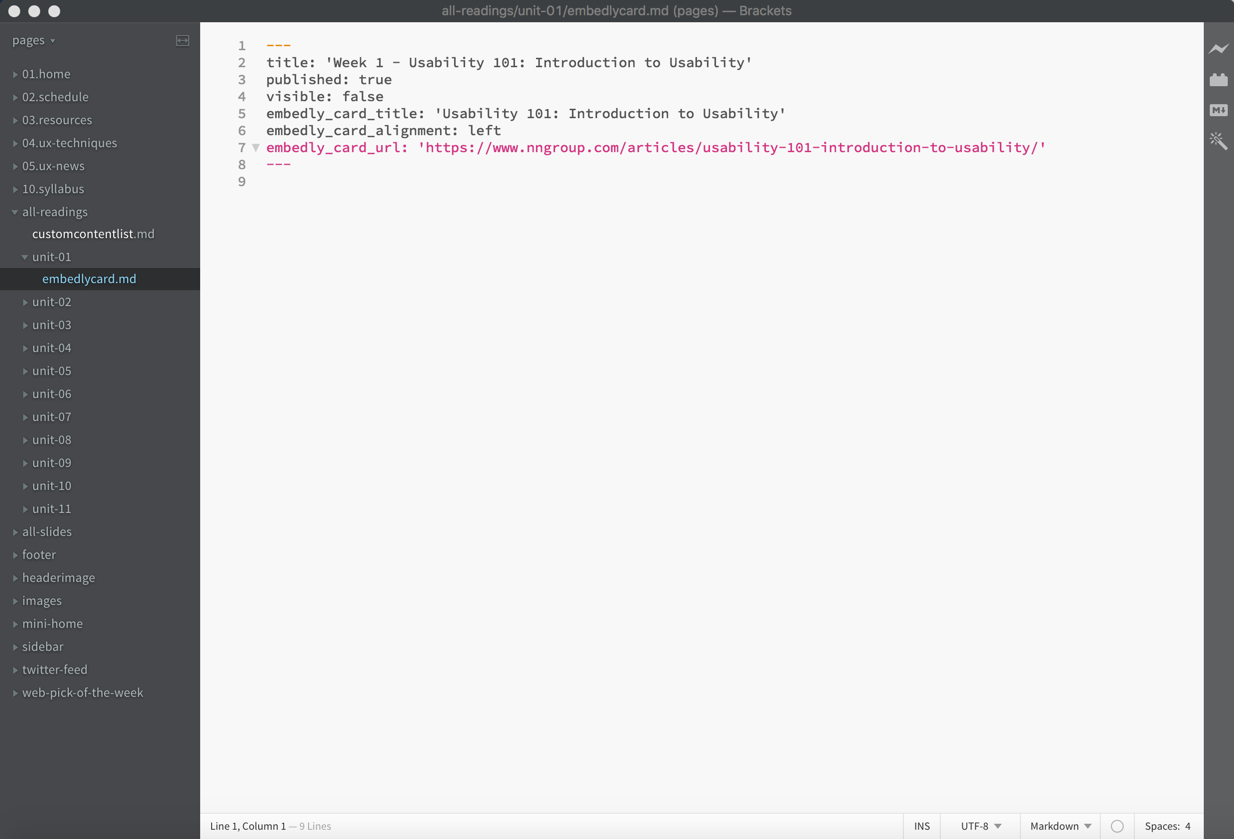 all-readings/unit-01/embedlycard.md (pages) — Brackets
pages
01.home
02.schedule
03.resources
04.ux-techniques
05.ux-news
10.syllabus
all-readings
customcontentlist.md
unit-01
embedlycard.md
unit-02
unit-03
unit-04
unit-05
unit-06
unit-07
unit-08
unit-09
unit-10
unit-11
all-slides
footer
headerimage
images
mini-home
sidebar
twitter-feed
web-pick-of-the-week
1 ---
2 title: 'Week 1 - Usability 101: Introduction to Usability'
3 published: true
4 visible: false
5 embedly_card_title: 'Usability 101: Introduction to Usability'
6 embedly_card_alignment: left
7 embedly_card_url: 'https://www.nngroup.com/articles/usability-101-introduction-to-usability/'
8 ---
9
M↓
Line 1, Column 1 — 9 Lines
INS UTF-8 Markdown Spaces: 4